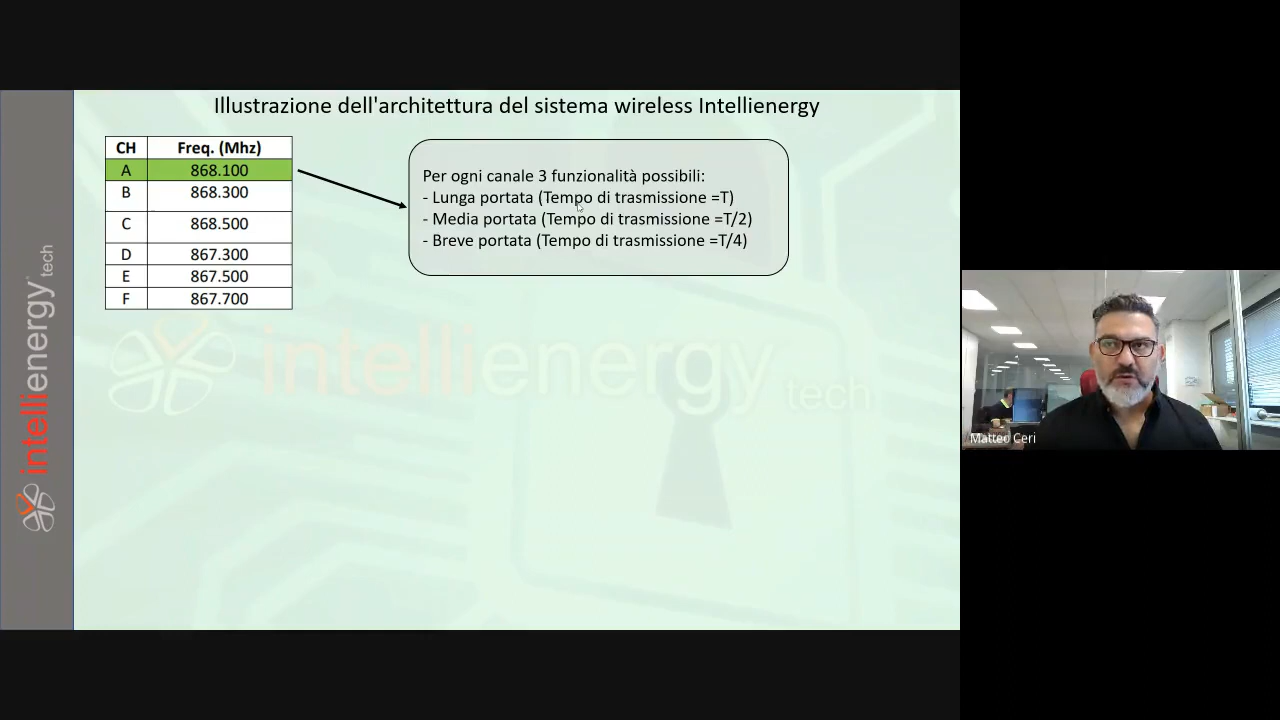 Illustrazione dell'architettura del sistema wireless Intellienergy
CH Freq. (Mhz)
A 868.100
B 868.300
C 868.500
D 867.300
E 867.500
F 867.700
Per ogni canale 3 funzionalità possibili:
- Lunga portata (Tempo di trasmissione =T)
- Media portata (Tempo di trasmissione =T/2)
- Breve portata (Tempo di trasmissione =T/4)
intellienergy tech
intellienergy tech
Matteo Ceri